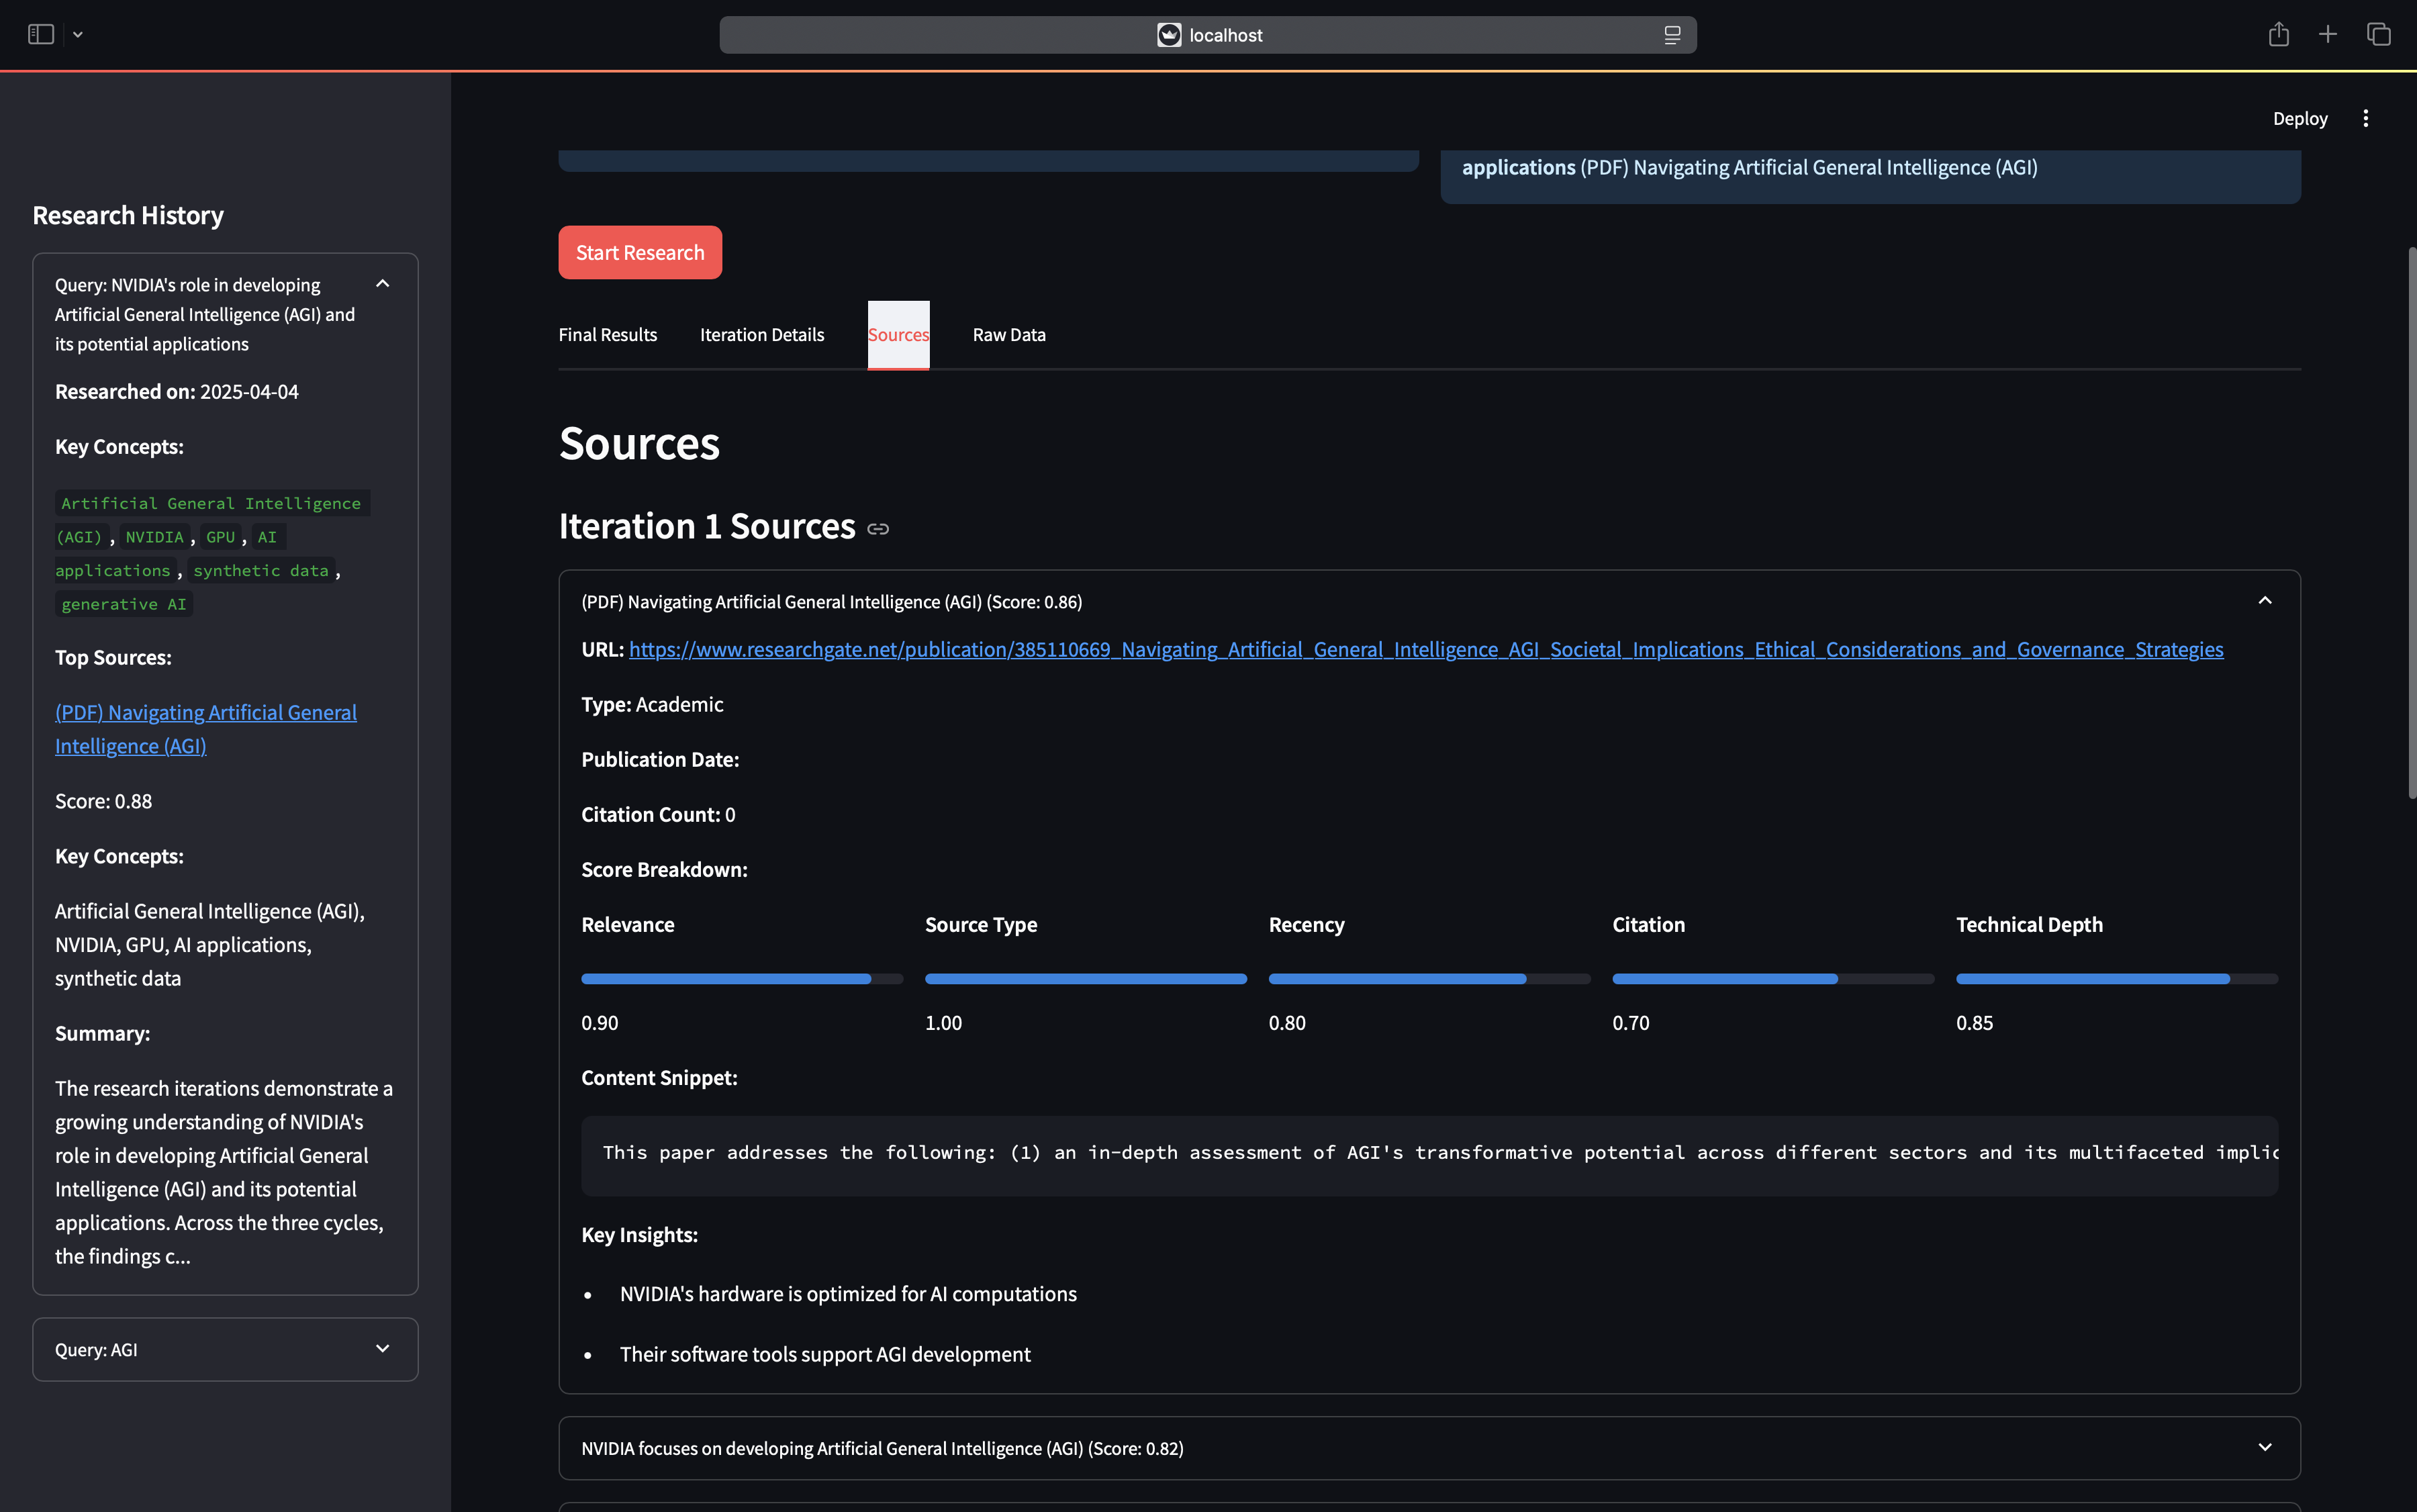 localhost
Deploy
Research History
Query: NVIDIA's role in developing
Artificial General Intelligence (AGI) and
its potential applications
Researched on: 2025-04-04
Key Concepts:
Artificial General Intelligence
(AGI) , NVIDIA , GPU , AI
applications , synthetic data ,
generative AI
Top Sources:
(PDF) Navigating Artificial General
Intelligence (AGI)
Score: 0.88
Key Concepts:
Artificial General Intelligence (AGI),
NVIDIA, GPU, AI applications,
synthetic data
Summary:
The research iterations demonstrate a
growing understanding of NVIDIA's
role in developing Artificial General
Intelligence (AGI) and its potential
applications. Across the three cycles,
the findings c...
Query: AGI
applications (PDF) Navigating Artificial General Intelligence (AGI)
Start Research
Final Results Iteration Details Sources Raw Data
Sources
Iteration 1 Sources
(PDF) Navigating Artificial General Intelligence (AGI) (Score: 0.86)
URL: https://www.researchgate.net/publication/385110669_Navigating_Artificial_General_Intelligence_AGI_Societal_Implications_Ethical_Considerations_and_Governance_Strategies
Type: Academic
Publication Date:
Citation Count: 0
Score Breakdown:
Relevance Source Type Recency Citation Technical Depth
0.90 1.00 0.80 0.70 0.85
Content Snippet:
This paper addresses the following: (1) an in-depth assessment of AGI's transformative potential across different sectors and its multifaceted implic
Key Insights:
• NVIDIA's hardware is optimized for AI computations
• Their software tools support AGI development
NVIDIA focuses on developing Artificial General Intelligence (AGI) (Score: 0.82)